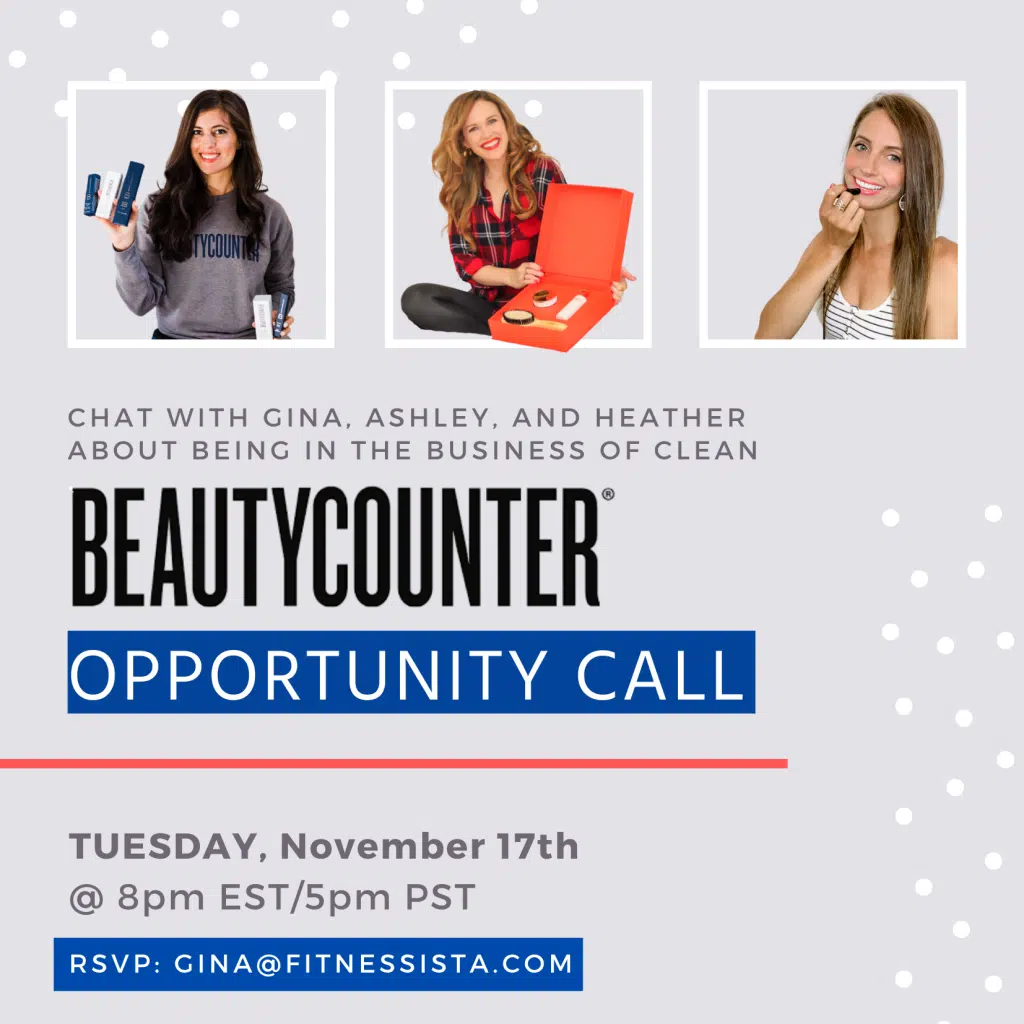 TYCOUNT
CHAT WITH GINA, ASHLEY, AND HEATHER
ABOUT BEING IN THE BUSINESS OF CLEAN
BEAUTYCOUNTER®
OPPORTUNITY CALL
TUESDAY, November 17th
@ 8pm EST/5pm PST
RSVP: GINA@FITNESSISTA.COM